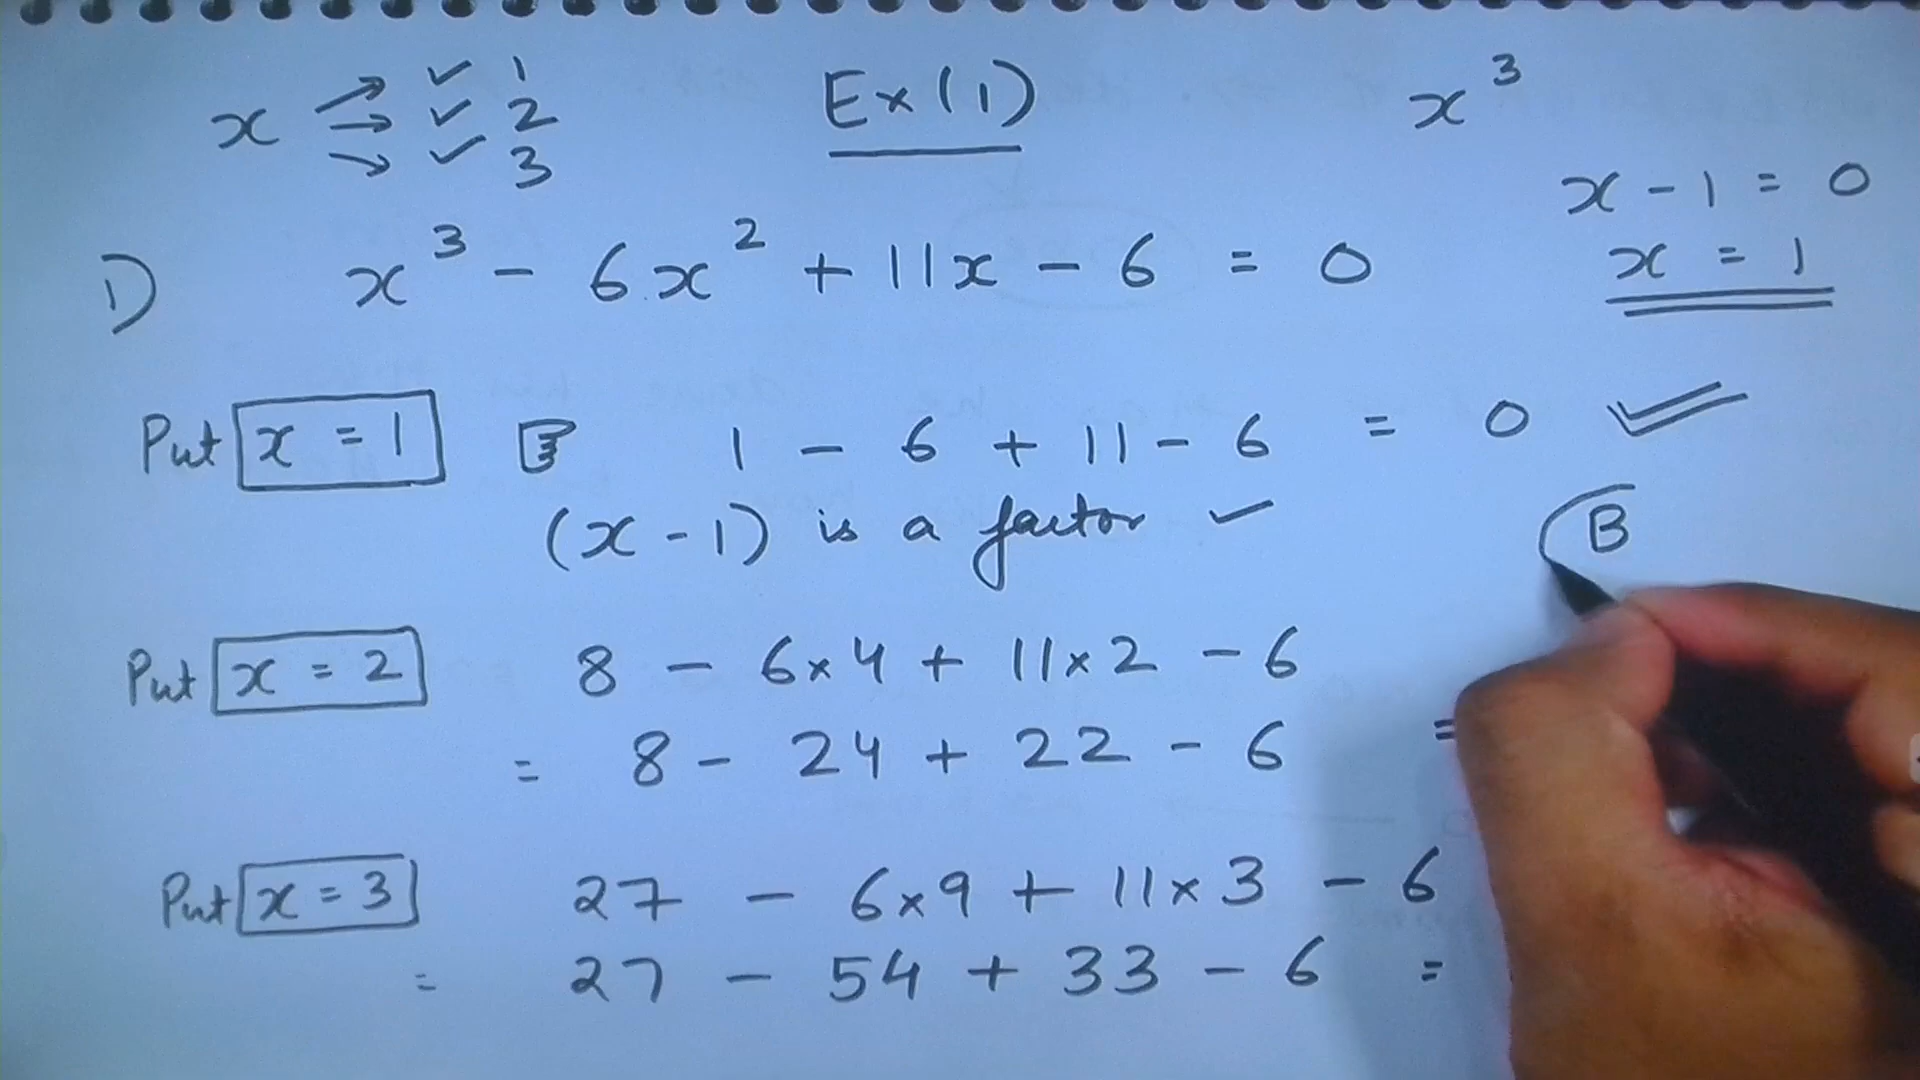 x → ✓ 1
→ ✓ 2
→ ✓ 3
Ex(1)
x³
x - 1 = 0
x = 1
1) x³ - 6x² + 11x - 6 = 0
Put x = 1 1 - 6 + 11 - 6 = 0 ✓
(x - 1) is a factor ✓
B
Put x = 2 8 - 6×4 + 11×2 - 6
= 8 - 24 + 22 - 6 =
Put x = 3 27 - 6×9 + 11×3 - 6
= 27 - 54 + 33 - 6 =